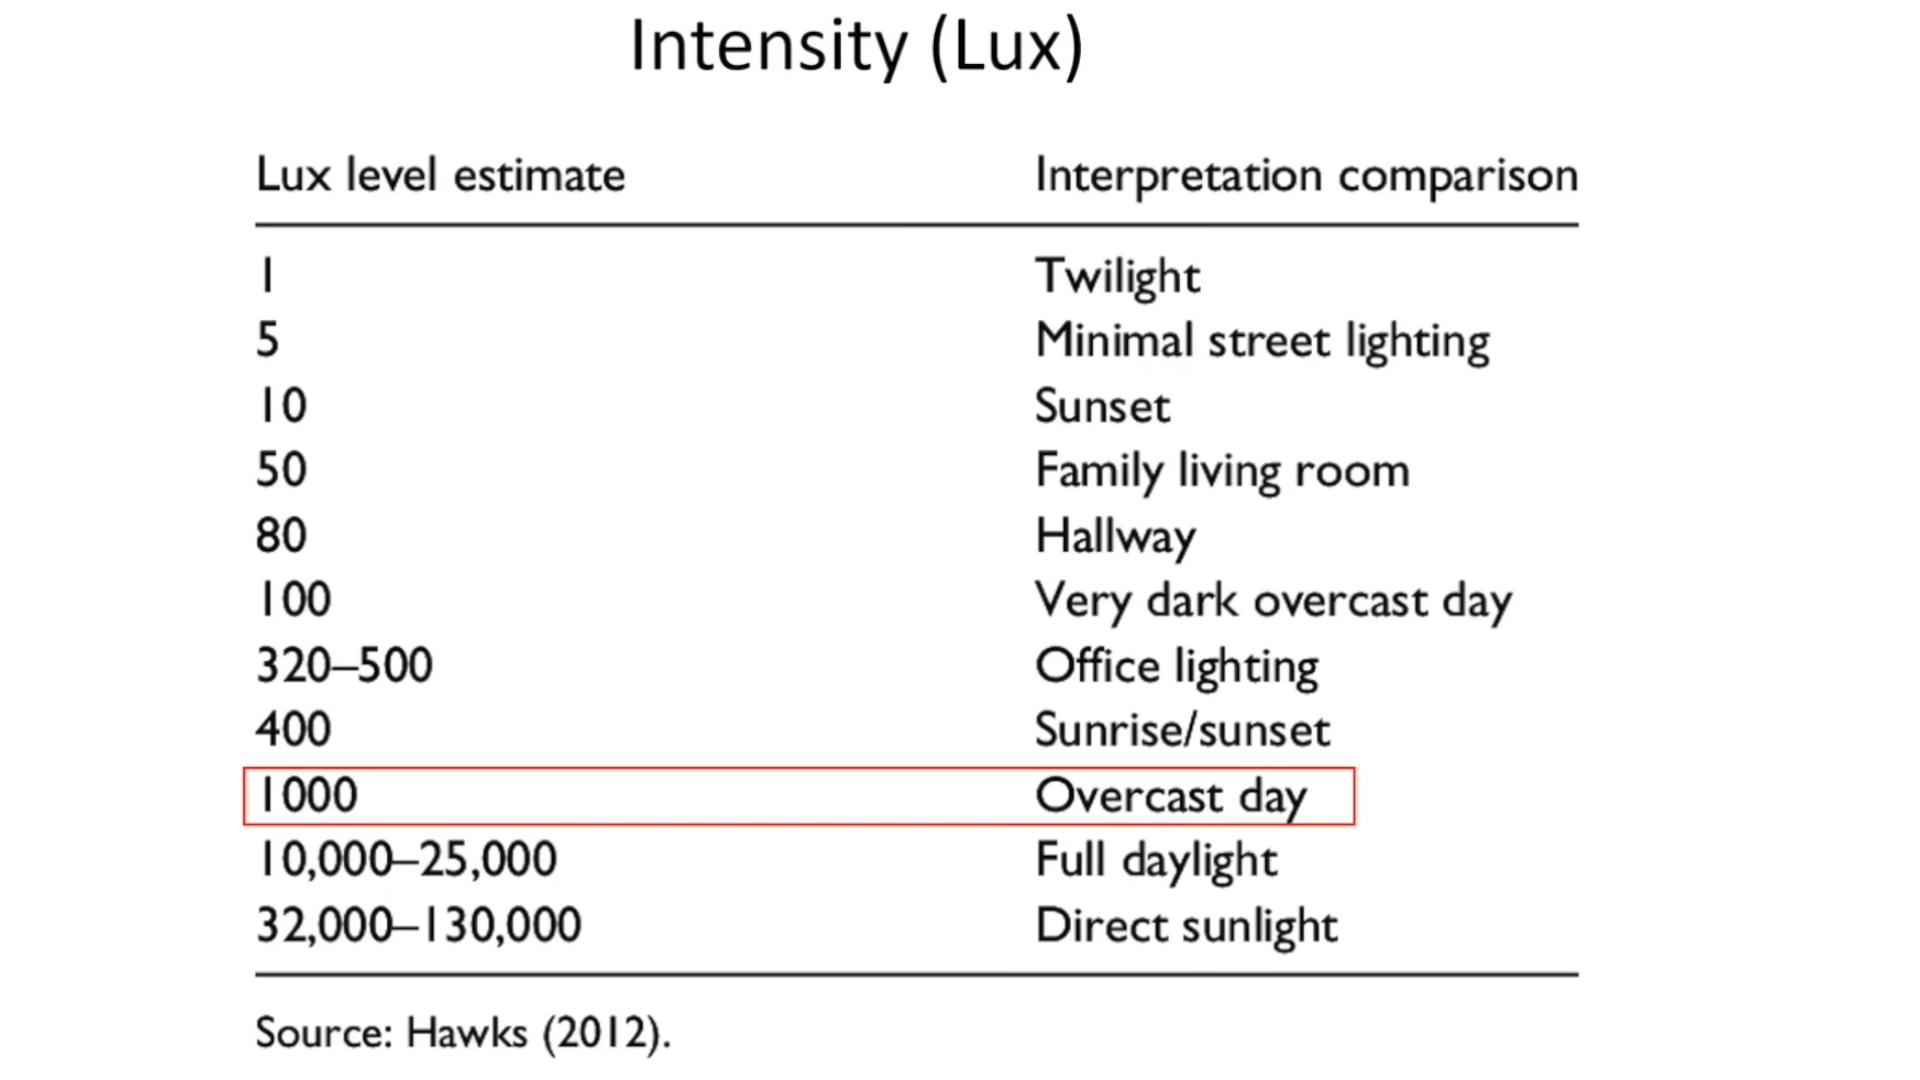 Intensity (Lux)
Lux level estimate Interpretation comparison
1 Twilight
5 Minimal street lighting
10 Sunset
50 Family living room
80 Hallway
100 Very dark overcast day
320–500 Office lighting
400 Sunrise/sunset
1000 Overcast day
10,000–25,000 Full daylight
32,000–130,000 Direct sunlight
Source: Hawks (2012).